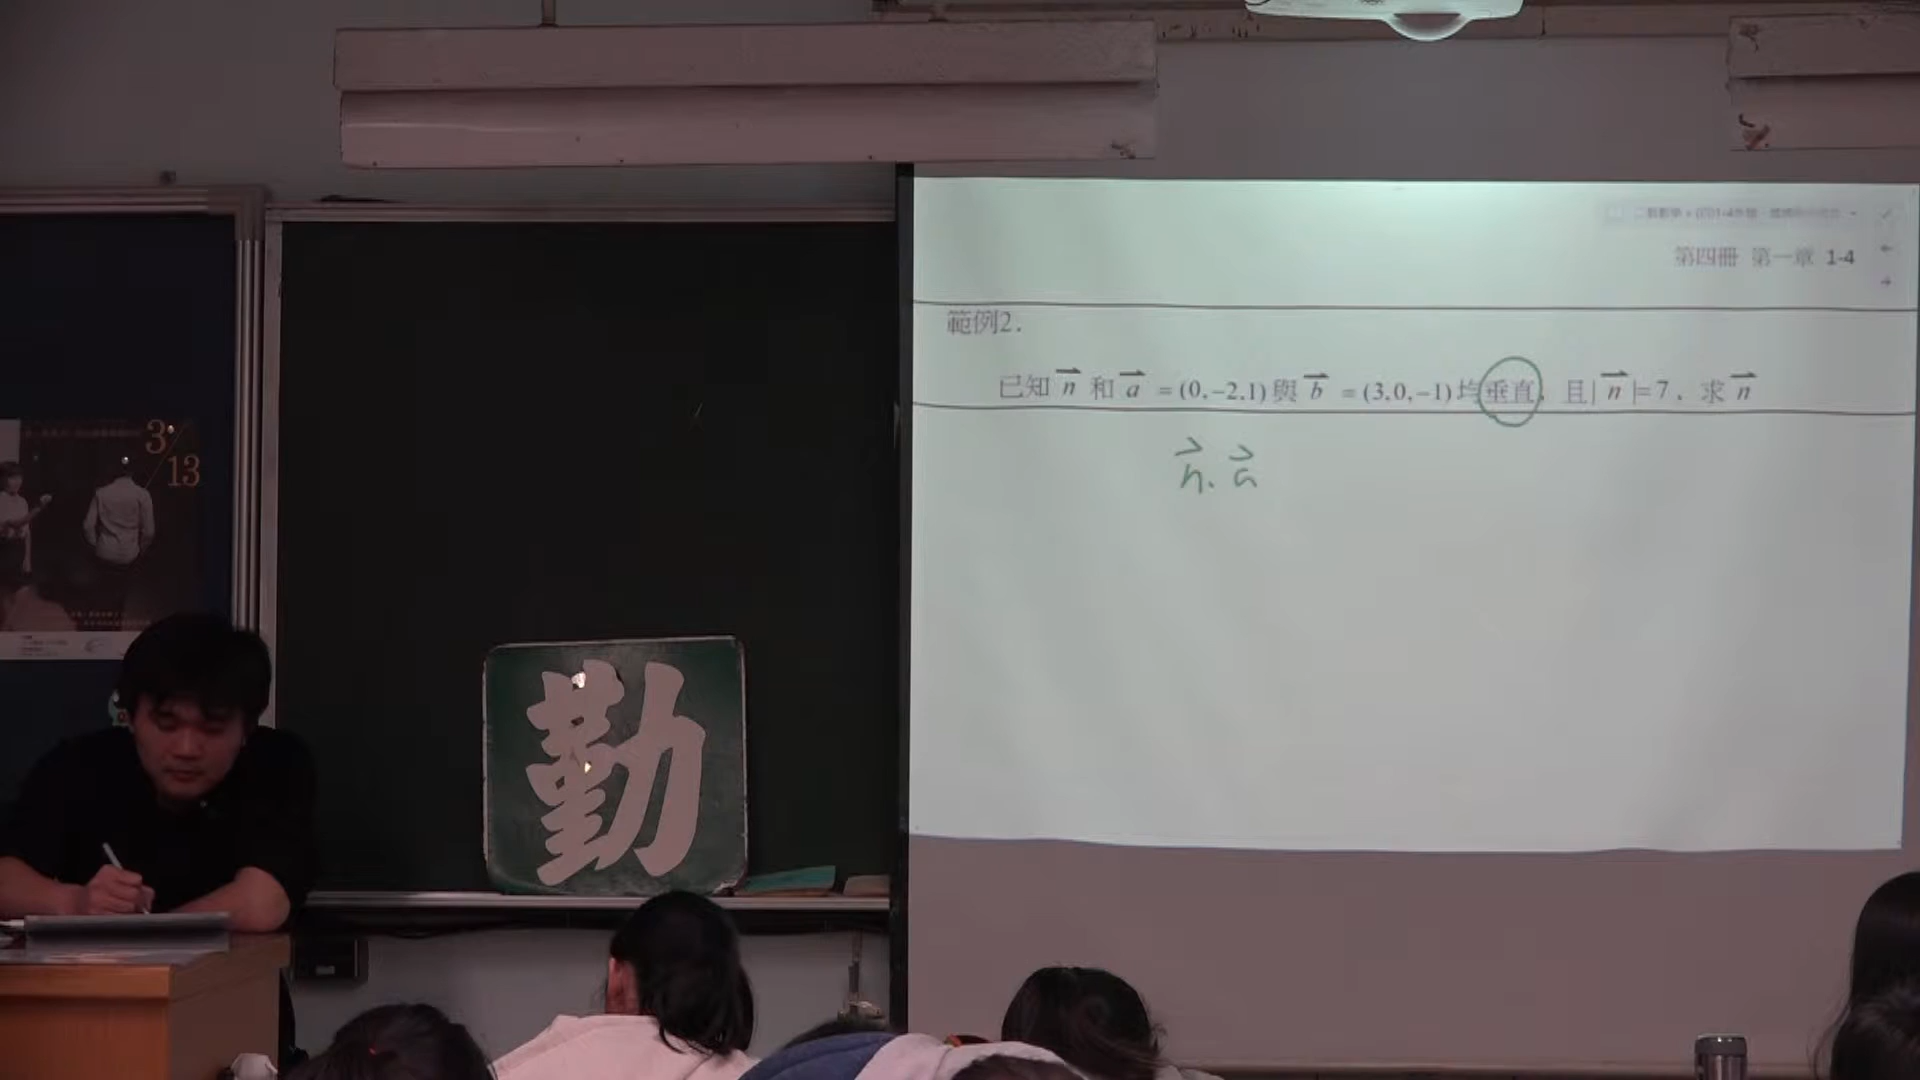 第四冊 第一章 1-4
範例2.
已知 n⃗ 和 a⃗ = (0,-2,1) 與 b⃗ = (3,0,-1) 均垂直, 且 | n⃗ |=7, 求 n⃗
n⃗ · a⃗
3/13
勤